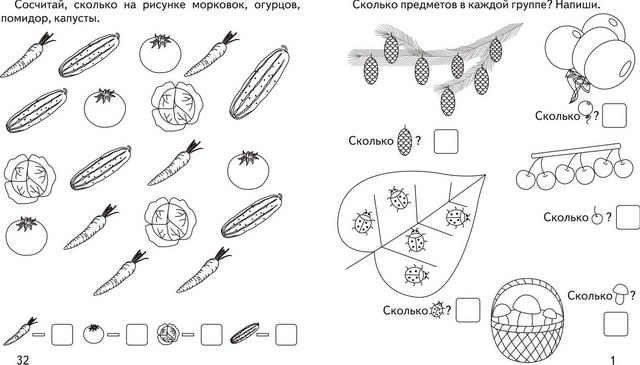 Сосчитай, сколько на рисунке морковок, огурцов,
помидор, капусты.
32
Сколько предметов в каждой группе? Напиши.
Сколько ?
Сколько ?
Сколько ?
Сколько ?
Сколько ?
1